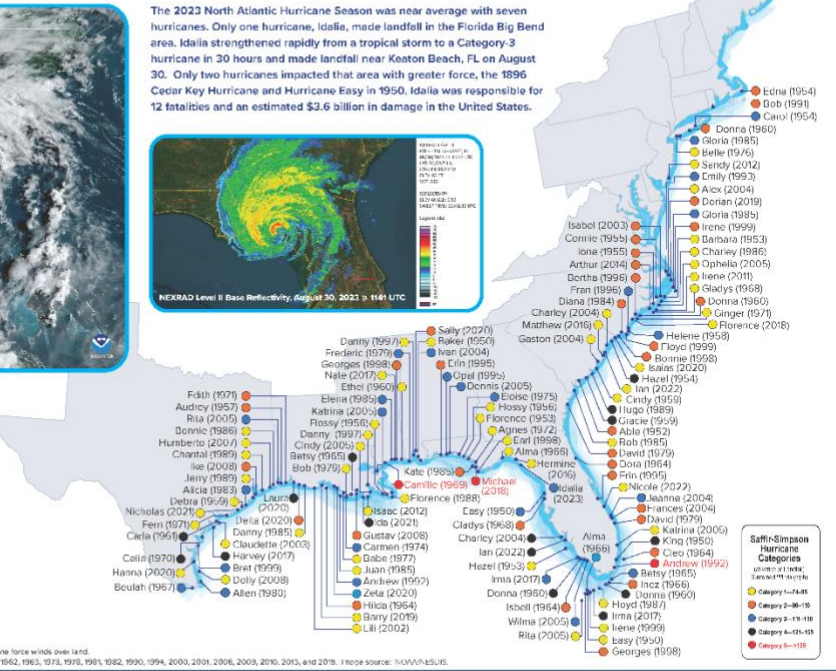 The 2023 North Atlantic Hurricane Season was near average with seven
hurricanes. Only one hurricane, Idalia, made landfall in the Florida Big Bend
area. Idalia strengthened rapidly from a tropical storm to a Category-3
hurricane in 30 hours and made landfall near Keaton Beach, FL on August
30. Only two hurricanes impacted that area with greater force, the 1896
Cedar Key Hurricane and Hurricane Easy in 1950. Idalia was responsible for
12 fatalities and an estimated $3.6 billion in damage in the United States.
NEXRAD Level II Base Reflectivity, August 30, 2023 @ 1141 UTC
Edna (1954)
Bob (1991)
Carol (1954)
Donna (1960)
Gloria (1985)
Belle (1976)
Sandy (2012)
Emily (1993)
Alex (2004)
Dorian (2019)
Gloria (1985)
Irene (1999)
Barbara (1953)
Charley (1986)
Ophelia (2005)
Irene (2011)
Gladys (1968)
Donna (1960)
Ginger (1971)
Florence (2018)
Isabel (2003)
Connie (1955)
Ione (1955)
Arthur (2014)
Bertha (1996)
Fran (1996)
Diana (1984)
Charley (2004)
Matthew (2016)
Gaston (2004)
Helene (1958)
Floyd (1999)
Bonnie (1998)
Isaias (2020)
Hazel (1954)
Ian (2022)
Cindy (1959)
Hugo (1989)
Gracie (1959)
Able (1952)
Bob (1985)
David (1979)
Dora (1964)
Erin (1995)
Nicole (2022)
Jeanne (2004)
Frances (2004)
David (1979)
Katrina (2005)
King (1950)
Cleo (1964)
Andrew (1992)
Betsy (1965)
Inez (1966)
Donna (1960)
Floyd (1987)
Irma (2017)
Irene (1999)
Easy (1950)
Georges (1998)
Sally (2020)
Baker (1950)
Ivan (2004)
Erin (1995)
Opal (1995)
Dennis (2005)
Eloise (1975)
Flossy (1956)
Florence (1953)
Agnes (1972)
Earl (1998)
Alma (1966)
Hermine
(2016)
Idalia
(2023)
Danny (1997)
Frederic (1979)
Georges (1998)
Nate (2017)
Ethel (1960)
Elena (1985)
Katrina (2005)
Flossy (1956)
Danny (1997)
Cindy (2005)
Betsy (1965)
Bob (1979)
Kate (1985)
Camille (1969)
Michael
(2018)
Florence (1988)
Edith (1971)
Audrey (1957)
Rita (2005)
Bonnie (1986)
Humberto (2007)
Chantal (1989)
Ike (2008)
Jerry (1989)
Alicia (1983)
Debra (1959)
Nicholas (2021)
Fern (1971)
Carla (1961)
Celia (1970)
Hanna (2020)
Beulah (1967)
Laura
(2020)
Delta (2020)
Danny (1985)
Claudette (2003)
Harvey (2017)
Bret (1999)
Dolly (2008)
Allen (1980)
Isaac (2012)
Ida (2021)
Gustav (2008)
Carmen (1974)
Babe (1977)
Juan (1985)
Andrew (1992)
Zeta (2020)
Hilda (1964)
Barry (2019)
Lili (2002)
Easy (1950)
Gladys (1968)
Charley (2004)
Ian (2022)
Hazel (1953)
Irma (2017)
Donna (1960)
Isbell (1964)
Wilma (2005)
Rita (2005)
Alma
(1966)
Saffir-Simpson
Hurricane
Categories
Category 1—74-95
Category 2—96-110
Category 3—111-130
Category 4—131-155
Category 5—>155
force winds over land.